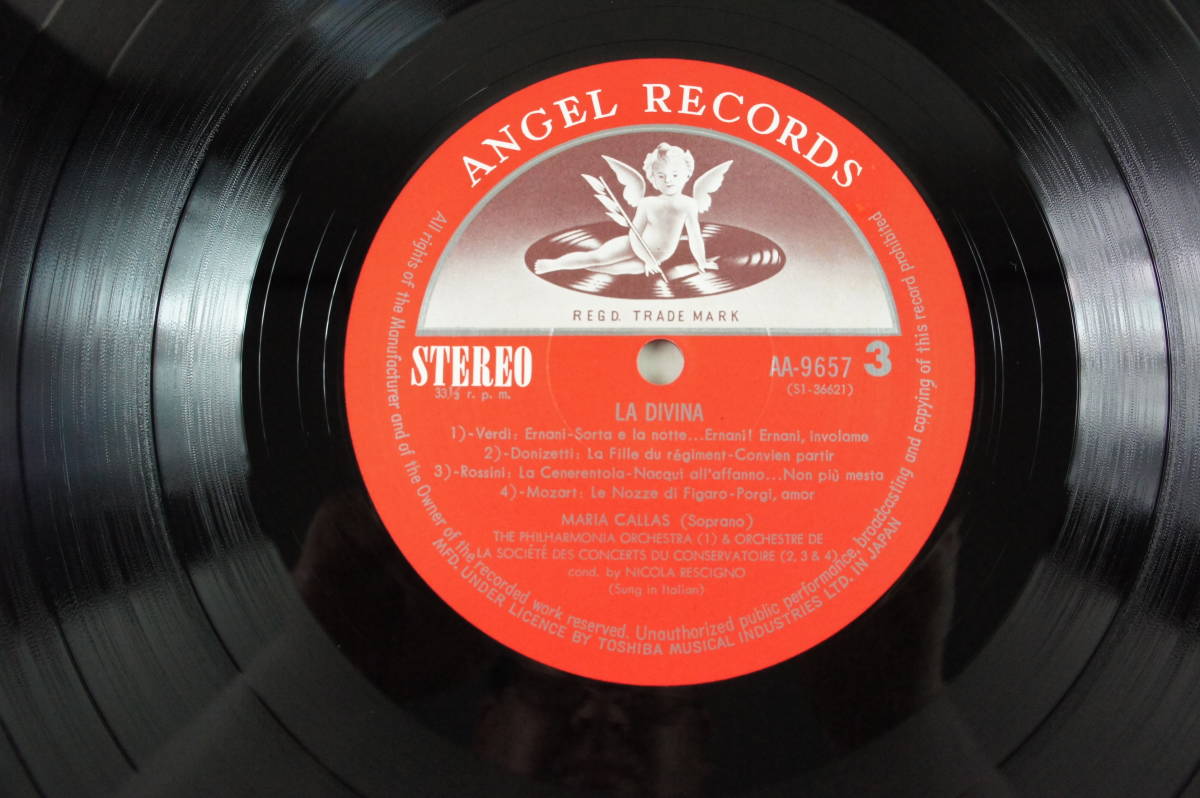 ANGEL RECORDS
REGD. TRADE MARK
STEREO
33⅓ r. p. m.
AA-9657 3
(S1-36621)
LA DIVINA
1)-Verdi: Ernani-Sorta e la notte...Ernani! Ernani, involame
2)-Donizetti: La Fille du régiment-Convien partir
3)-Rossini: La Cenerentola-Nacqui all'affanno...Non più mesta
4)-Mozart: Le Nozze di Figaro-Porgi, amor
MARIA CALLAS (Soprano)
THE PHILHARMONIA ORCHESTRA (1) & ORCHESTRE DE
LA SOCIÉTÉ DES CONCERTS DU CONSERVATOIRE (2, 3 & 4)
cond. by NICOLA RESCIGNO
(Sung in Italian)
All rights of the Manufacturer and of the Owner of the recorded work reserved. Unauthorized public performance, broadcasting and copying of this record prohibited
MFD. UNDER LICENCE BY TOSHIBA MUSICAL INDUSTRIES LTD. IN JAPAN